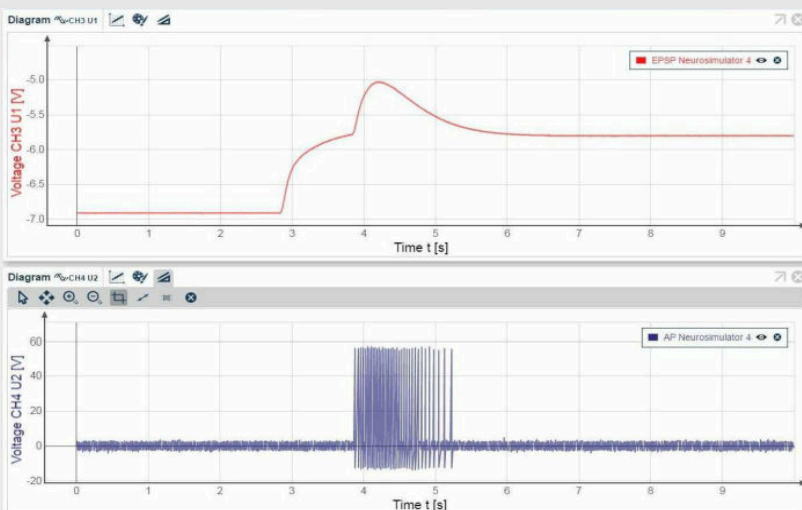 Diagram CH3 U1
EPSP Neurosimulator 4
Voltage CH3 U1 [V]
-5.0
-5.5
-6.0
-6.5
-7.0
0 1 2 3 4 5 6 7 8 9
Time t [s]
Diagram CH4 U2
AP Neurosimulator 4
Voltage CH4 U2 [V]
60
40
20
0
-20
0 1 2 3 4 5 6 7 8 9
Time t [s]